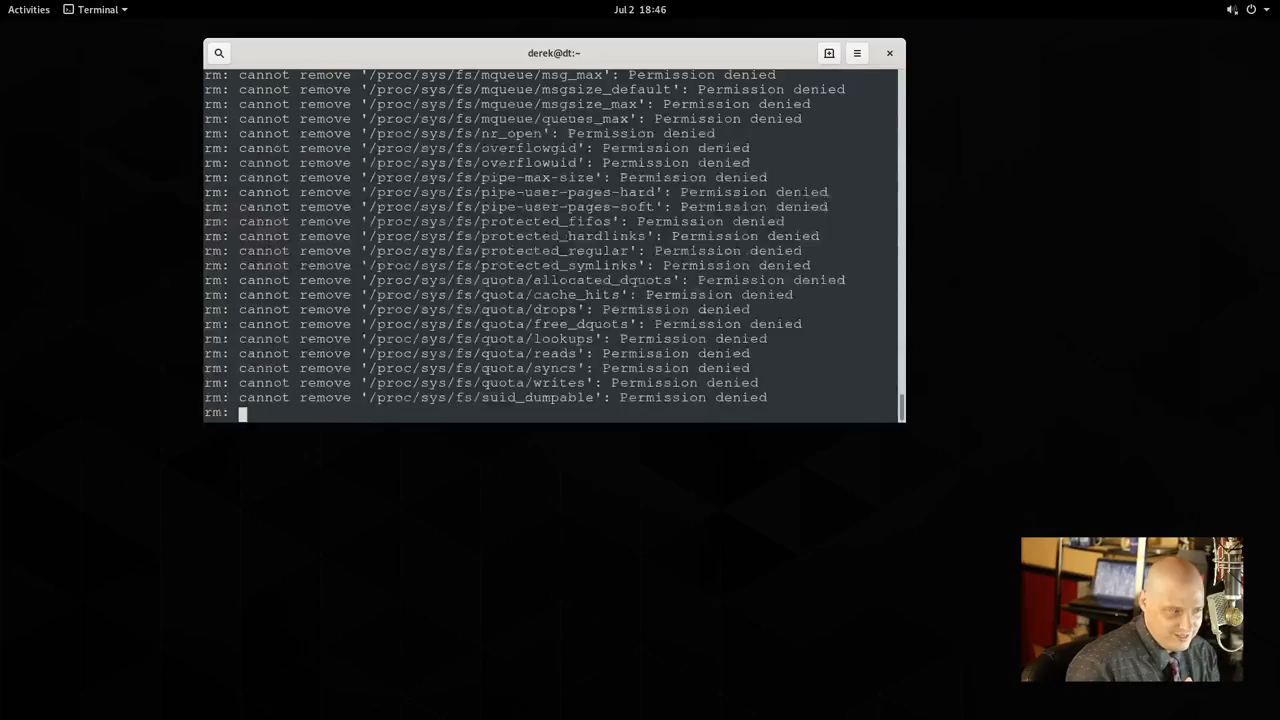 Activities Terminal Jul 2 18:46
derek@dt:~
rm: cannot remove '/proc/sys/fs/mqueue/msg_max': Permission denied
rm: cannot remove '/proc/sys/fs/mqueue/msgsize_default': Permission denied
rm: cannot remove '/proc/sys/fs/mqueue/msgsize_max': Permission denied
rm: cannot remove '/proc/sys/fs/mqueue/queues_max': Permission denied
rm: cannot remove '/proc/sys/fs/nr_open': Permission denied
rm: cannot remove '/proc/sys/fs/overflowgid': Permission denied
rm: cannot remove '/proc/sys/fs/overflowuid': Permission denied
rm: cannot remove '/proc/sys/fs/pipe-max-size': Permission denied
rm: cannot remove '/proc/sys/fs/pipe-user-pages-hard': Permission denied
rm: cannot remove '/proc/sys/fs/pipe-user-pages-soft': Permission denied
rm: cannot remove '/proc/sys/fs/protected_fifos': Permission denied
rm: cannot remove '/proc/sys/fs/protected_hardlinks': Permission denied
rm: cannot remove '/proc/sys/fs/protected_regular': Permission denied
rm: cannot remove '/proc/sys/fs/protected_symlinks': Permission denied
rm: cannot remove '/proc/sys/fs/quota/allocated_dquots': Permission denied
rm: cannot remove '/proc/sys/fs/quota/cache_hits': Permission denied
rm: cannot remove '/proc/sys/fs/quota/drops': Permission denied
rm: cannot remove '/proc/sys/fs/quota/free_dquots': Permission denied
rm: cannot remove '/proc/sys/fs/quota/lookups': Permission denied
rm: cannot remove '/proc/sys/fs/quota/reads': Permission denied
rm: cannot remove '/proc/sys/fs/quota/syncs': Permission denied
rm: cannot remove '/proc/sys/fs/quota/writes': Permission denied
rm: cannot remove '/proc/sys/fs/suid_dumpable': Permission denied
rm: